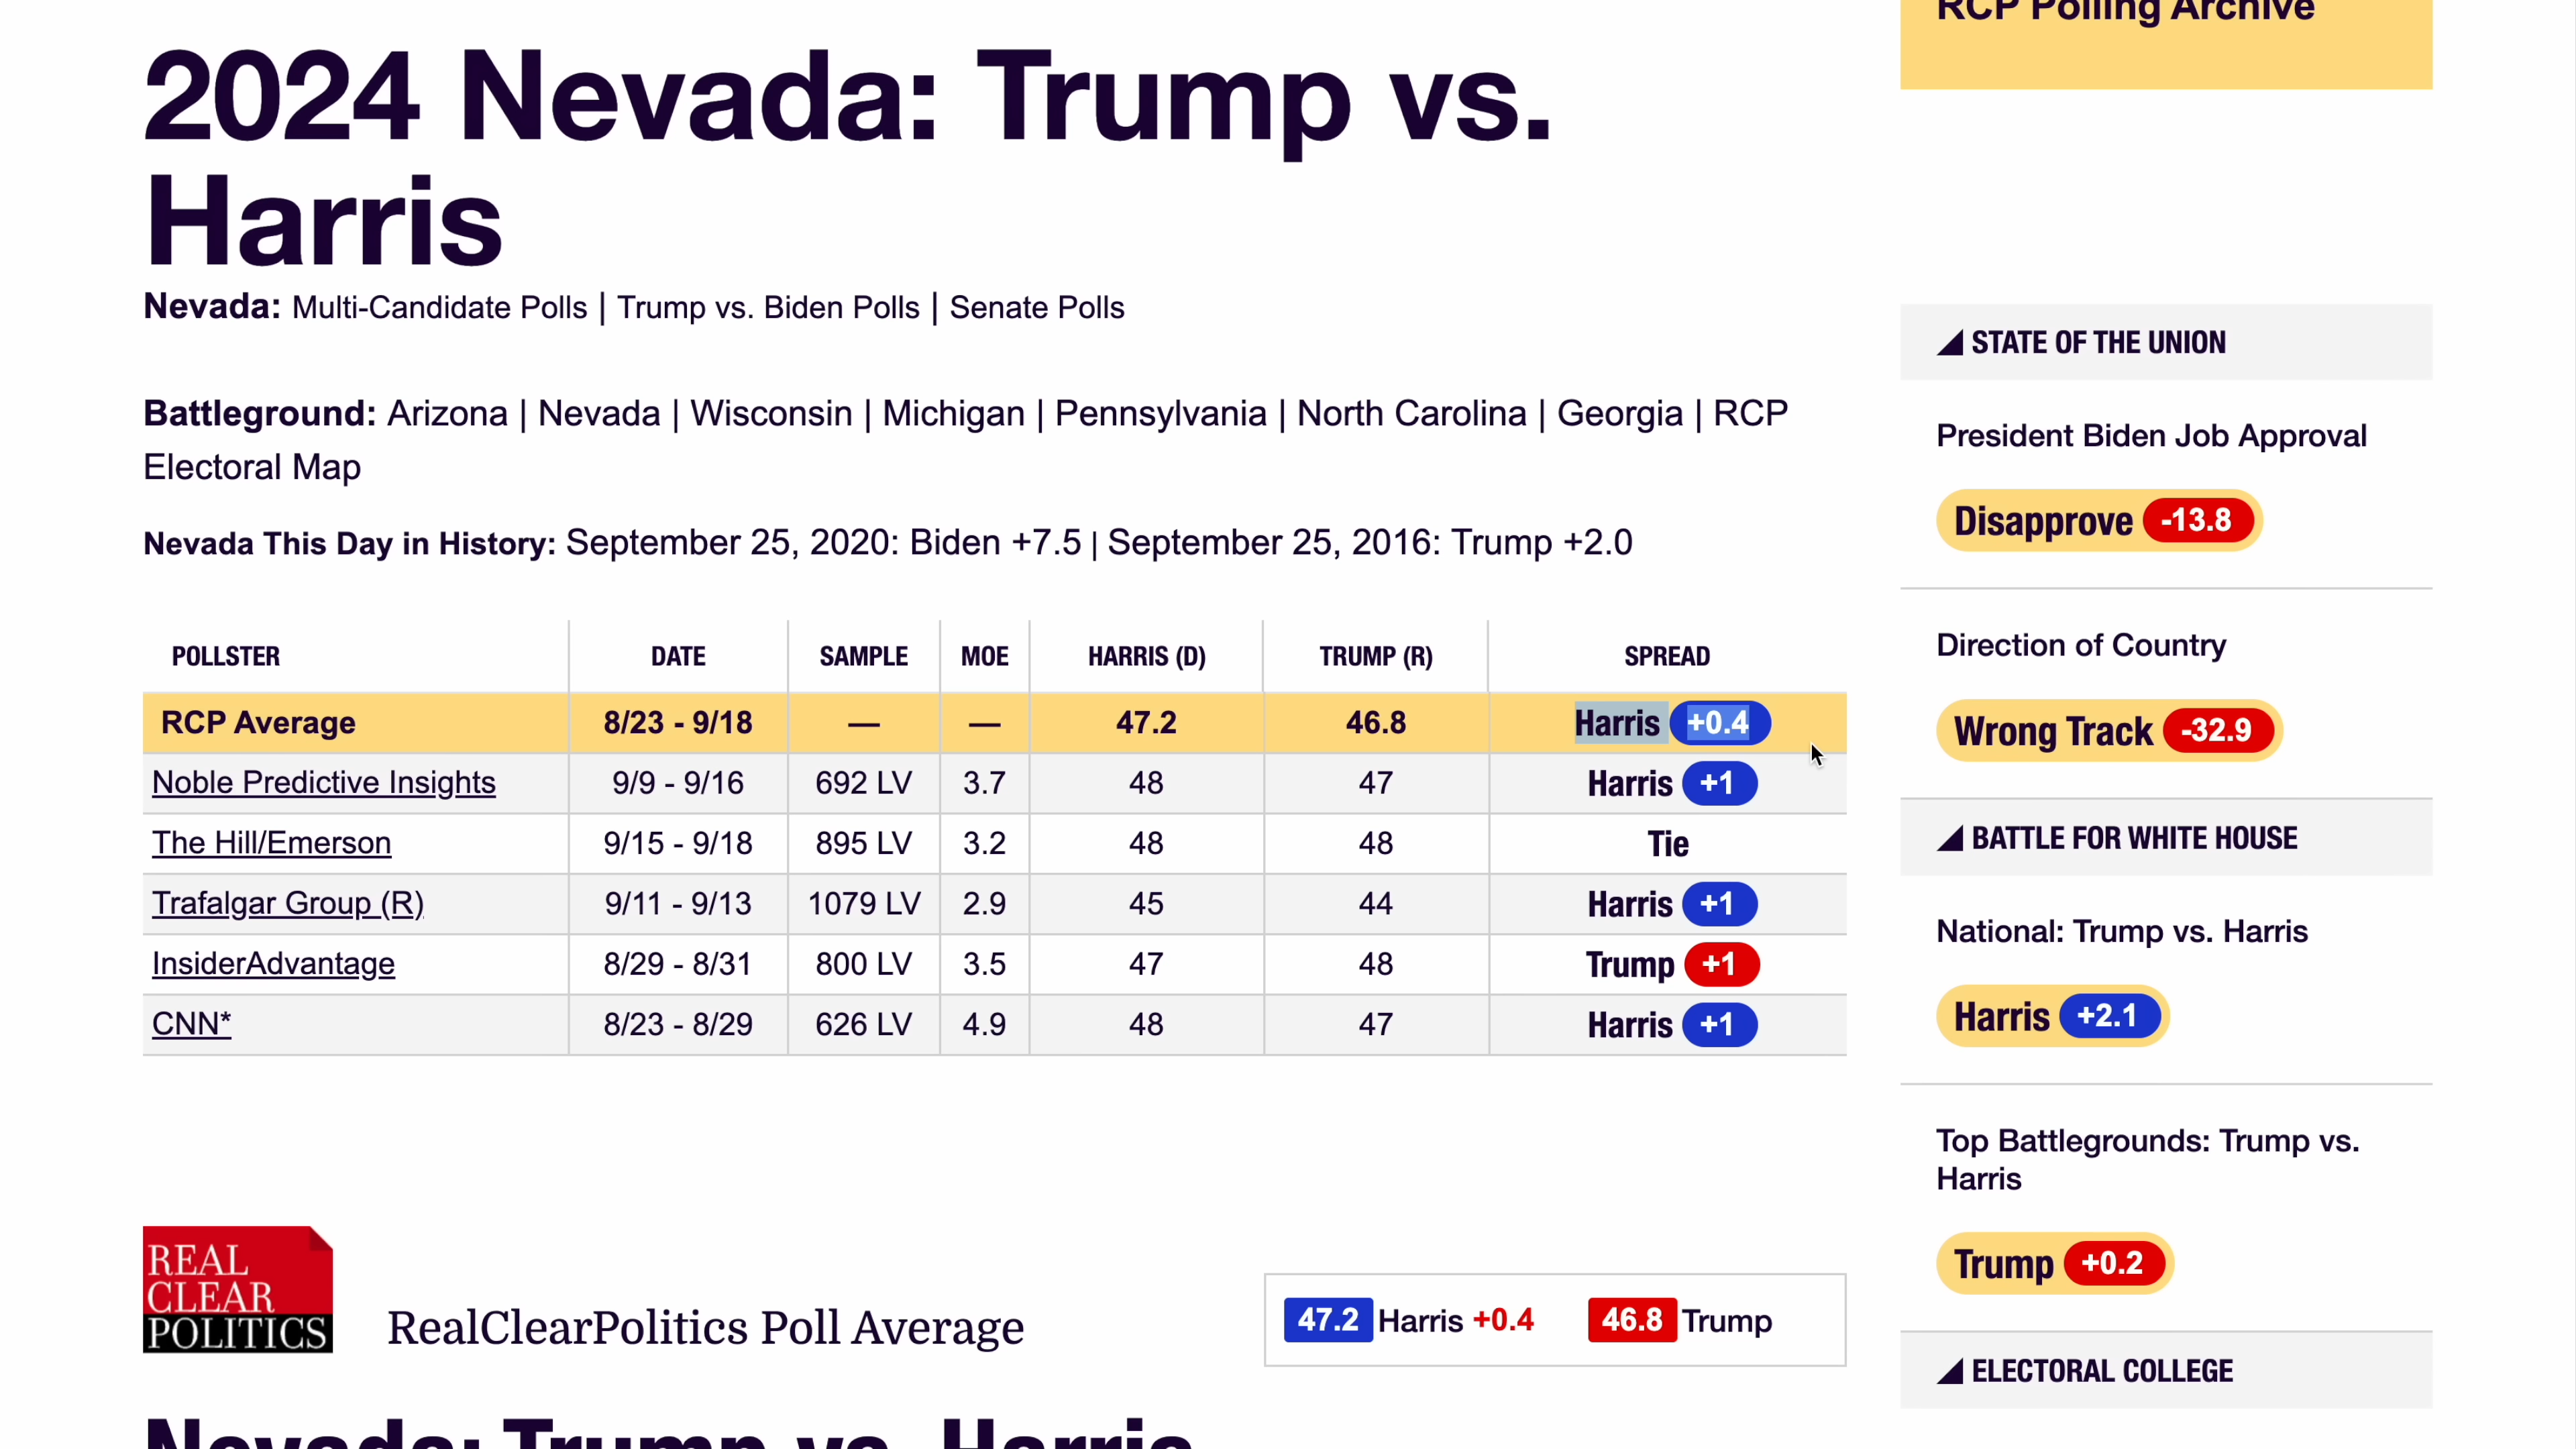 RCP Polling Archive
2024 Nevada: Trump vs.
Harris
Nevada: Multi-Candidate Polls | Trump vs. Biden Polls | Senate Polls
Battleground: Arizona | Nevada | Wisconsin | Michigan | Pennsylvania | North Carolina | Georgia | RCP
Electoral Map
Nevada This Day in History: September 25, 2020: Biden +7.5 | September 25, 2016: Trump +2.0
POLLSTER DATE SAMPLE MOE HARRIS (D) TRUMP (R) SPREAD
RCP Average 8/23 - 9/18 — — 47.2 46.8 Harris +0.4
Noble Predictive Insights 9/9 - 9/16 692 LV 3.7 48 47 Harris +1
The Hill/Emerson 9/15 - 9/18 895 LV 3.2 48 48 Tie
Trafalgar Group (R) 9/11 - 9/13 1079 LV 2.9 45 44 Harris +1
InsiderAdvantage 8/29 - 8/31 800 LV 3.5 47 48 Trump +1
CNN* 8/23 - 8/29 626 LV 4.9 48 47 Harris +1
REAL
CLEAR
POLITICS
RealClearPolitics Poll Average
47.2 Harris +0.4 46.8 Trump
Nevada: Trump vs. Harris
STATE OF THE UNION
President Biden Job Approval
Disapprove -13.8
Direction of Country
Wrong Track -32.9
BATTLE FOR WHITE HOUSE
National: Trump vs. Harris
Harris +2.1
Top Battlegrounds: Trump vs.
Harris
Trump +0.2
ELECTORAL COLLEGE